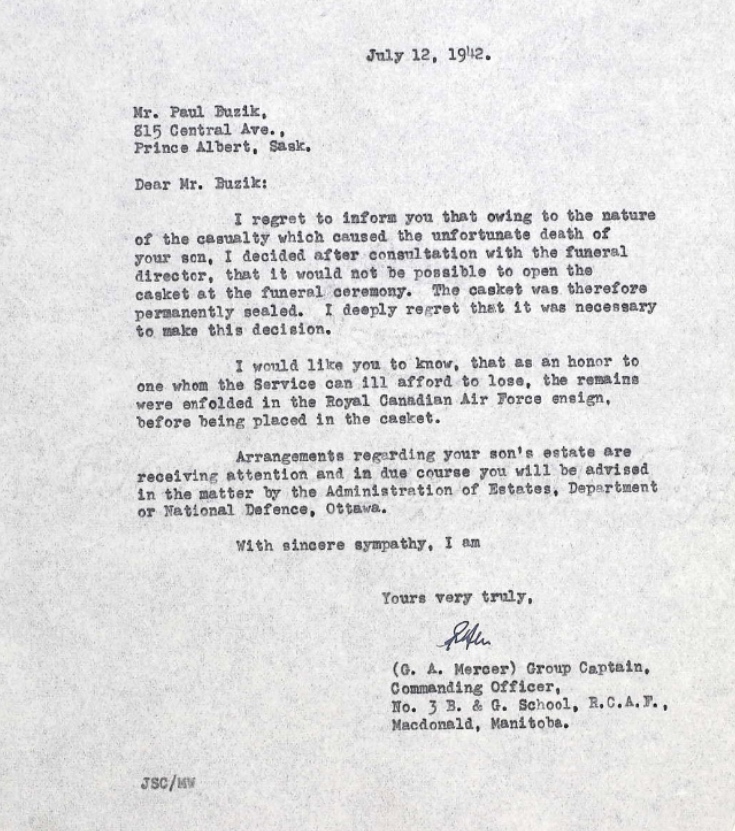 July 12, 1942.
Mr. Paul Buzik,
815 Central Ave.,
Prince Albert, Sask.
Dear Mr. Buzik:
I regret to inform you that owing to the nature
of the casualty which caused the unfortunate death of
your son, I decided after consultation with the funeral
director, that it would not be possible to open the
casket at the funeral ceremony. The casket was therefore
permanently sealed. I deeply regret that it was necessary
to make this decision.
I would like you to know, that as an honor to
one whom the Service can ill afford to lose, the remains
were enfolded in the Royal Canadian Air Force ensign,
before being placed in the casket.
Arrangements regarding your son's estate are
receiving attention and in due course you will be advised
in the matter by the Administration of Estates, Department
or National Defence, Ottawa.
With sincere sympathy, I am
Yours very truly,
(G. A. Mercer) Group Captain,
Commanding Officer,
No. 3 B. & G. School, R.C.A.F.,
Macdonald, Manitoba.
JSC/MW